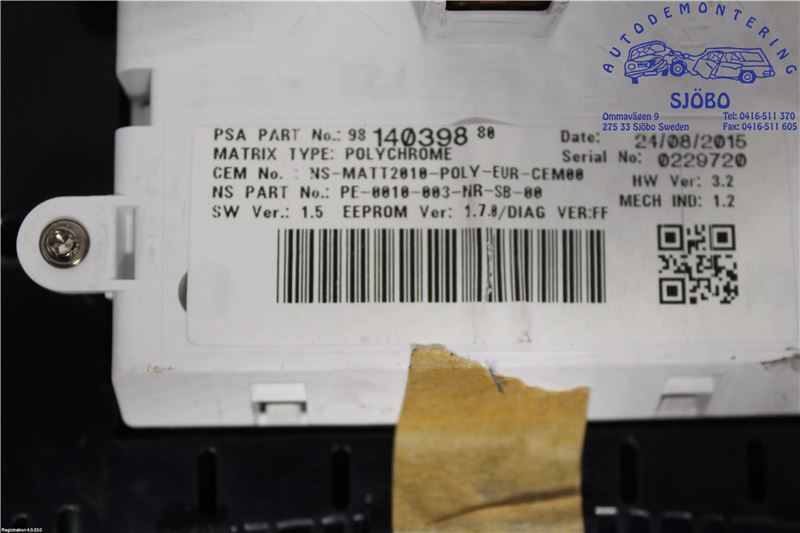 AUTODEMONTERING
SJÖBO
Ommavägen 9
275 33 Sjöbo Sweden
Tel: 0416-511 370
Fax: 0416-511 605
PSA PART No.: 98 140398 80
MATRIX TYPE: POLYCHROME
CEM No. : NS-MATT2010-POLY-EUR-CEM00
NS PART No.: PE-0010-003-NR-SB-00
SW Ver.: 1.5 EEPROM Ver: 1.7.0/DIAG VER:FF
Date: 24/08/2015
Serial No: 0229720
HW Ver: 3.2
MECH IND: 1.2
Registration 4.0.63.0